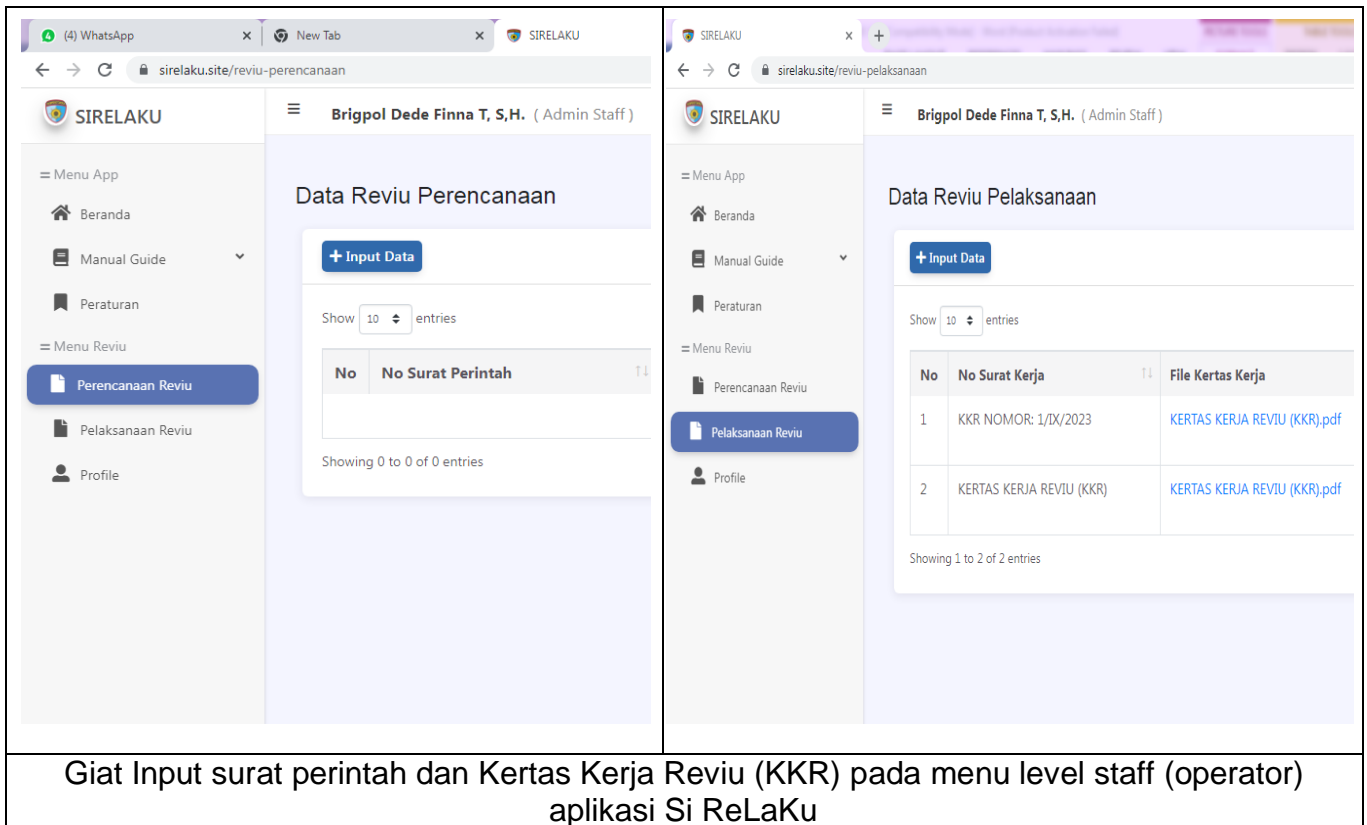 (4) WhatsApp
New Tab
SIRELAKU
sirelaku.site/reviu-perencanaan
SIRELAKU
Brigpol Dede Finna T, S,H. ( Admin Staff )
Menu App
Beranda
Manual Guide
Peraturan
Menu Reviu
Perencanaan Reviu
Pelaksanaan Reviu
Profile
Data Reviu Perencanaan
+ Input Data
Show 10 entries
No No Surat Perintah
Showing 0 to 0 of 0 entries
SIRELAKU
sirelaku.site/reviu-pelaksanaan
SIRELAKU
Brigpol Dede Finna T, S,H. ( Admin Staff )
Menu App
Beranda
Manual Guide
Peraturan
Menu Reviu
Perencanaan Reviu
Pelaksanaan Reviu
Profile
Data Reviu Pelaksanaan
+ Input Data
Show 10 entries
No No Surat Kerja File Kertas Kerja
1 KKR NOMOR: 1/IX/2023 KERTAS KERJA REVIU (KKR).pdf
2 KERTAS KERJA REVIU (KKR) KERTAS KERJA REVIU (KKR).pdf
Showing 1 to 2 of 2 entries
Giat Input surat perintah dan Kertas Kerja Reviu (KKR) pada menu level staff (operator)
aplikasi Si ReLaKu